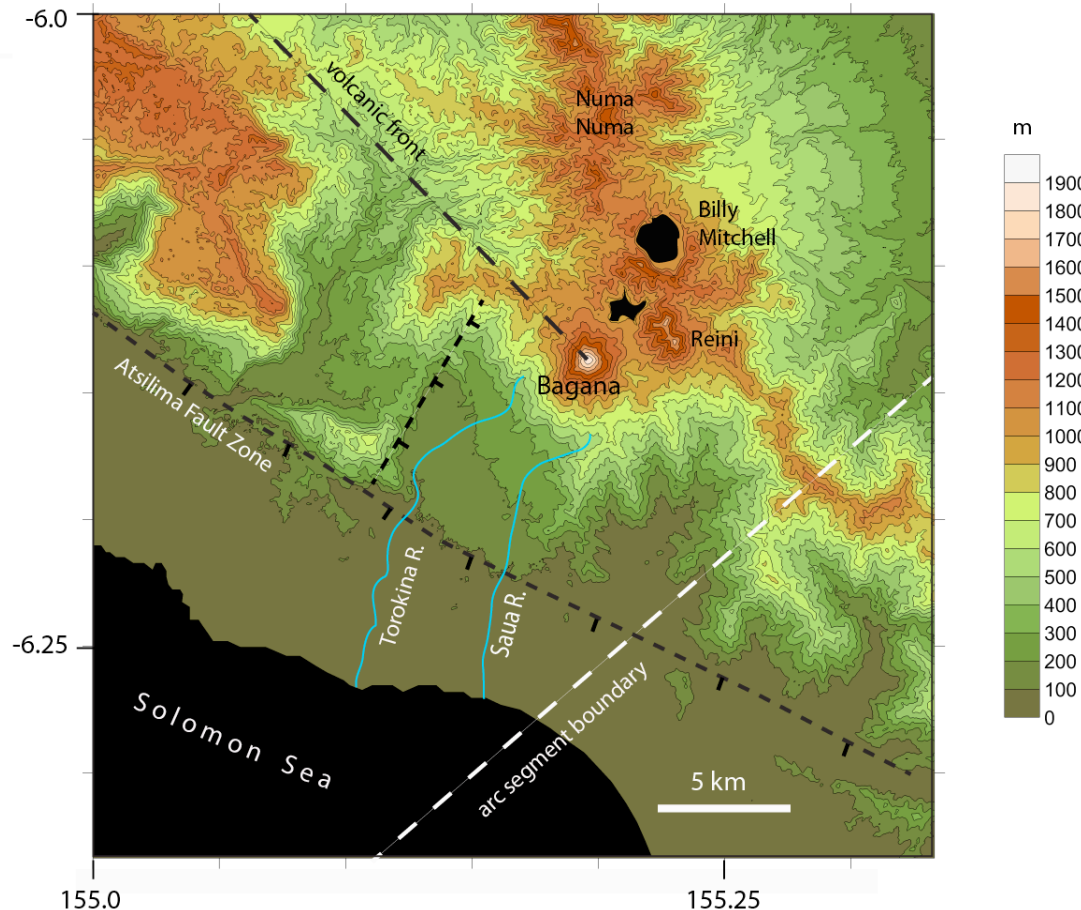 -6.0
volcanic front
Numa
Numa
m
Billy
Mitchell
Reini
Bagana
Atsilima Fault Zone
Torokina R.
Saua R.
-6.25
Solomon Sea
arc segment boundary
5 km
155.0
155.25
1900
1800
1700
1600
1500
1400
1300
1200
1100
1000
900
800
700
600
500
400
300
200
100
0